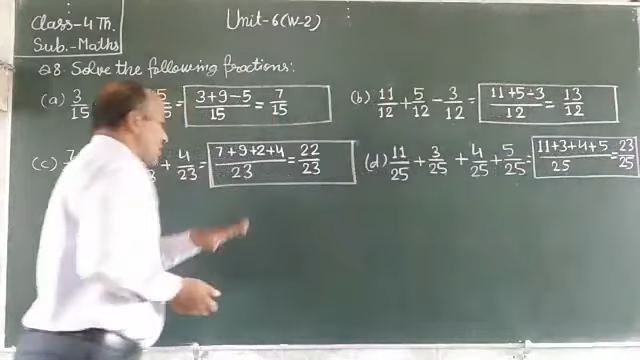 Class-4 Th.
Sub.-Maths
Unit-6(W-2)
Q8. Solve the following fractions:
(a) 3/15 5/15 = (3+9-5)/15 = 7/15
(b) 11/12 + 5/12 - 3/12 = (11+5-3)/12 = 13/12
(c) 7 + 4/23 = (7+9+2+4)/23 = 22/23
(d) 11/25 + 3/25 + 4/25 + 5/25 = (11+3+4+5)/25 = 23/25